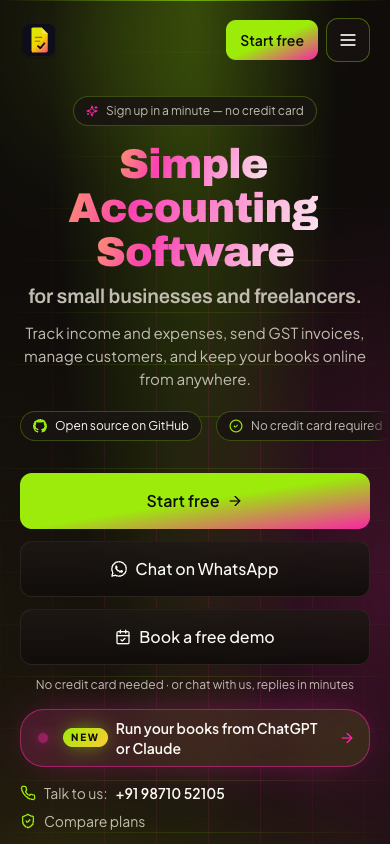 Start free
Sign up in a minute — no credit card
Simple
Accounting
Software
for small businesses and freelancers.
Track income and expenses, send GST invoices,
manage customers, and keep your books online
from anywhere.
Open source on GitHub
No credit card required
Start free
Chat on WhatsApp
Book a free demo
No credit card needed · or chat with us, replies in minutes
NEW
Run your books from ChatGPT
or Claude
Talk to us: +91 98710 52105
Compare plans